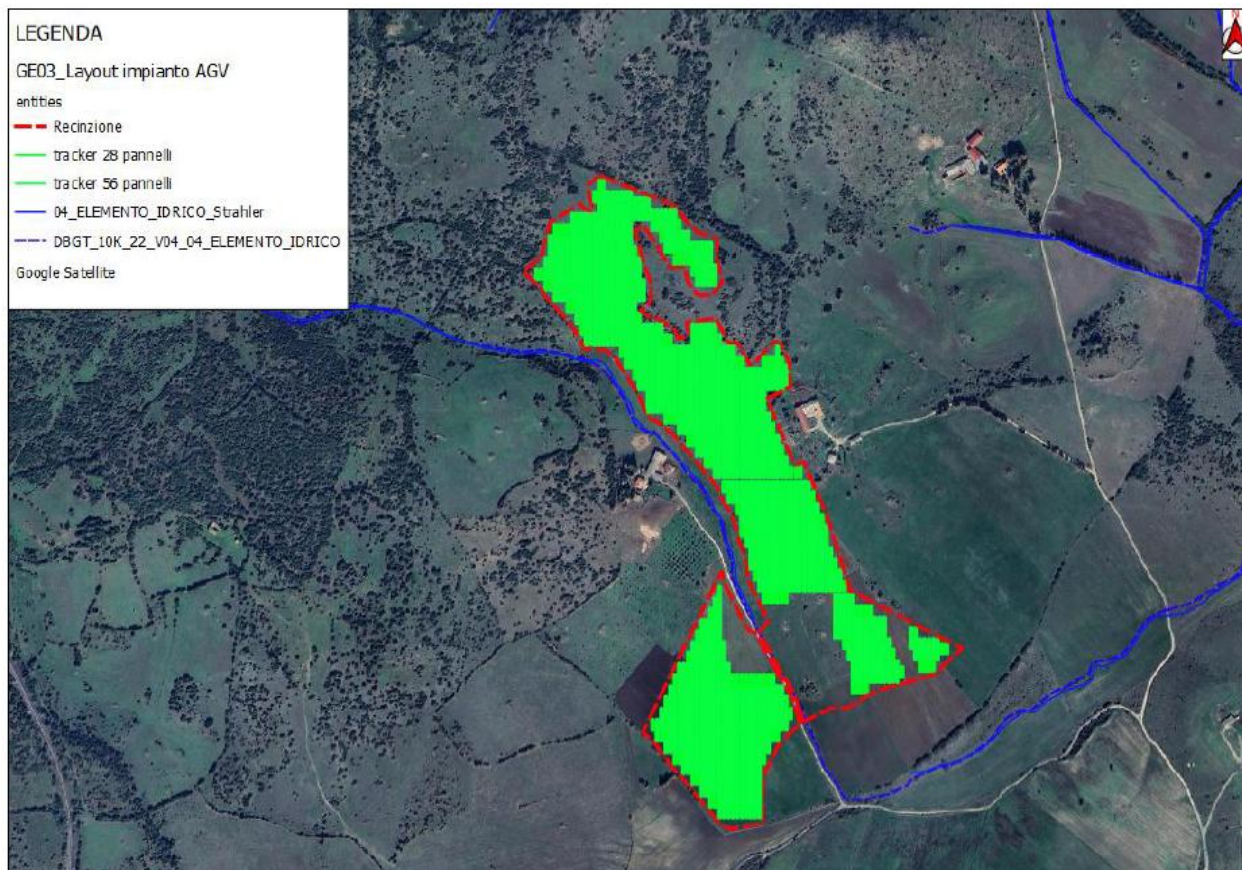 LEGENDA
GE03_Layout impianto AGV
entities
Recinzione
tracker 28 pannelli
tracker 56 pannelli
04_ELEMENTO_IDRICO_Strahler
DBGT_10K_22_V04_04_ELEMENTO_IDRICO
Google Satellite
N